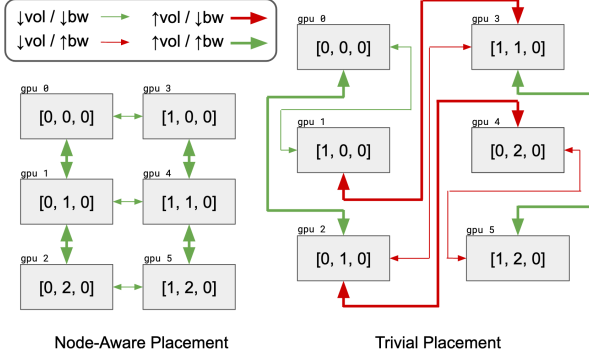 ↓vol / ↓bw ↑vol / ↓bw
↓vol / ↑bw ↑vol / ↑bw
gpu 0 gpu 3
[0, 0, 0] [1, 0, 0]
gpu 1 gpu 4
[0, 1, 0] [1, 1, 0]
gpu 2 gpu 5
[0, 2, 0] [1, 2, 0]
Node-Aware Placement
gpu 0 gpu 3
[0, 0, 0] [1, 1, 0]
gpu 1 gpu 4
[1, 0, 0] [0, 2, 0]
gpu 2 gpu 5
[0, 1, 0] [1, 2, 0]
Trivial Placement